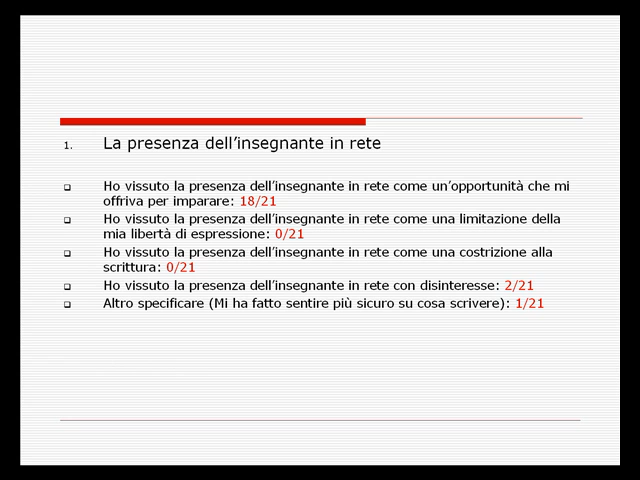 1. La presenza dell’insegnante in rete
❑ Ho vissuto la presenza dell’insegnante in rete come un’opportunità che mi
offriva per imparare: 18/21
❑ Ho vissuto la presenza dell’insegnante in rete come una limitazione della
mia libertà di espressione: 0/21
❑ Ho vissuto la presenza dell’insegnante in rete come una costrizione alla
scrittura: 0/21
❑ Ho vissuto la presenza dell’insegnante in rete con disinteresse: 2/21
❑ Altro specificare (Mi ha fatto sentire più sicuro su cosa scrivere): 1/21